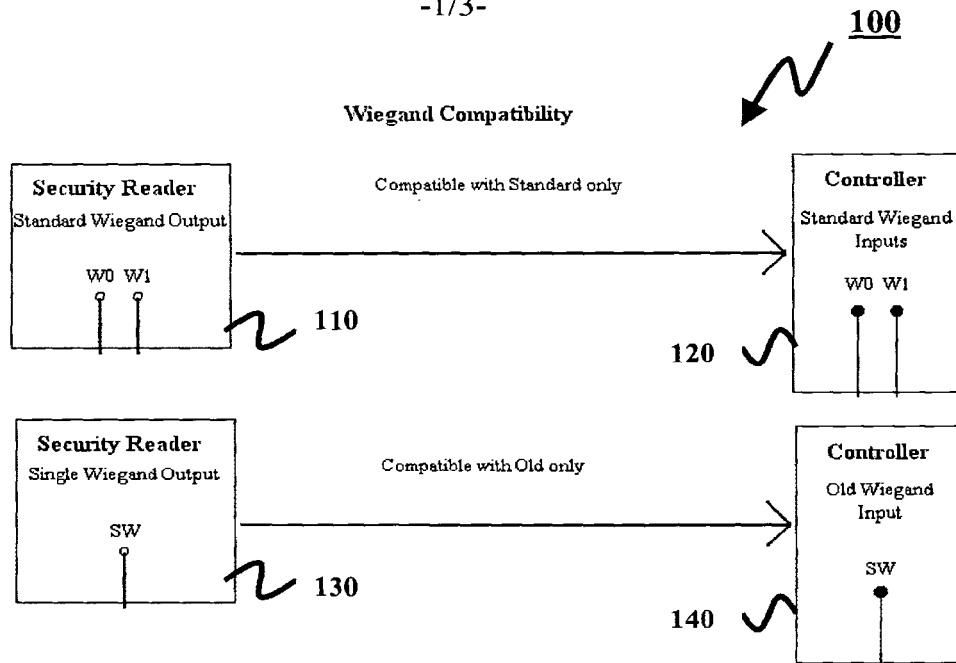 -1/3-
100
Wiegand Compatibility
Security Reader
Standard Wiegand Output
W0 W1
110
Compatible with Standard only
Controller
Standard Wiegand
Inputs
W0 W1
120
Security Reader
Single Wiegand Output
SW
130
Compatible with Old only
Controller
Old Wiegand
Input
SW
140